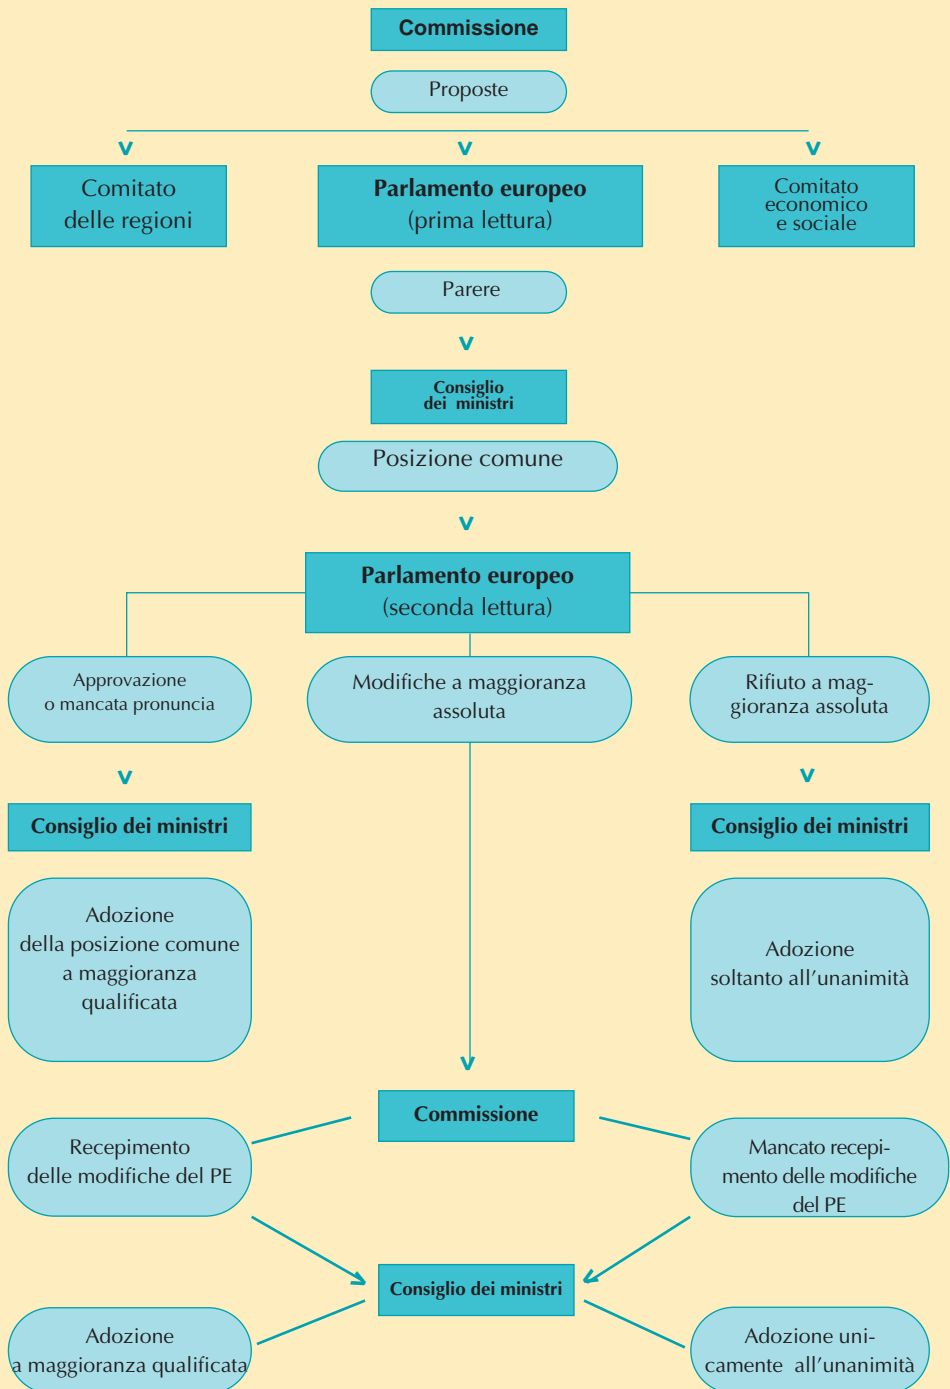 Commissione
Proposte
Comitato
delle regioni
Parlamento europeo
(prima lettura)
Comitato
economico
e sociale
Parere
Consiglio
dei ministri
Posizione comune
Parlamento europeo
(seconda lettura)
Approvazione
o mancata pronuncia
Modifiche a maggioranza
assoluta
Rifiuto a mag-
gioranza assoluta
Consiglio dei ministri
Consiglio dei ministri
Adozione
della posizione comune
a maggioranza
qualificata
Adozione
soltanto all'unanimità
Commissione
Recepimento
delle modifiche del PE
Mancato recepi-
mento delle modifiche
del PE
Consiglio dei ministri
Adozione
a maggioranza qualificata
Adozione uni-
camente all'unanimità